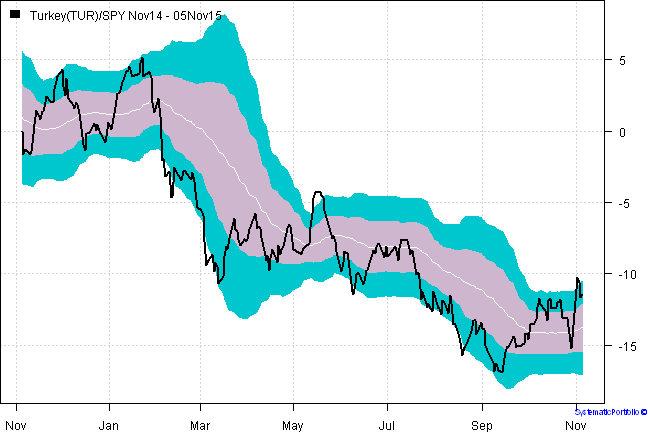 Turkey(TUR)/SPY Nov14 - 05Nov15
5
0
-5
-10
-15
Nov Jan Mar May Jul Sep Nov
SystematicPortfolio ©